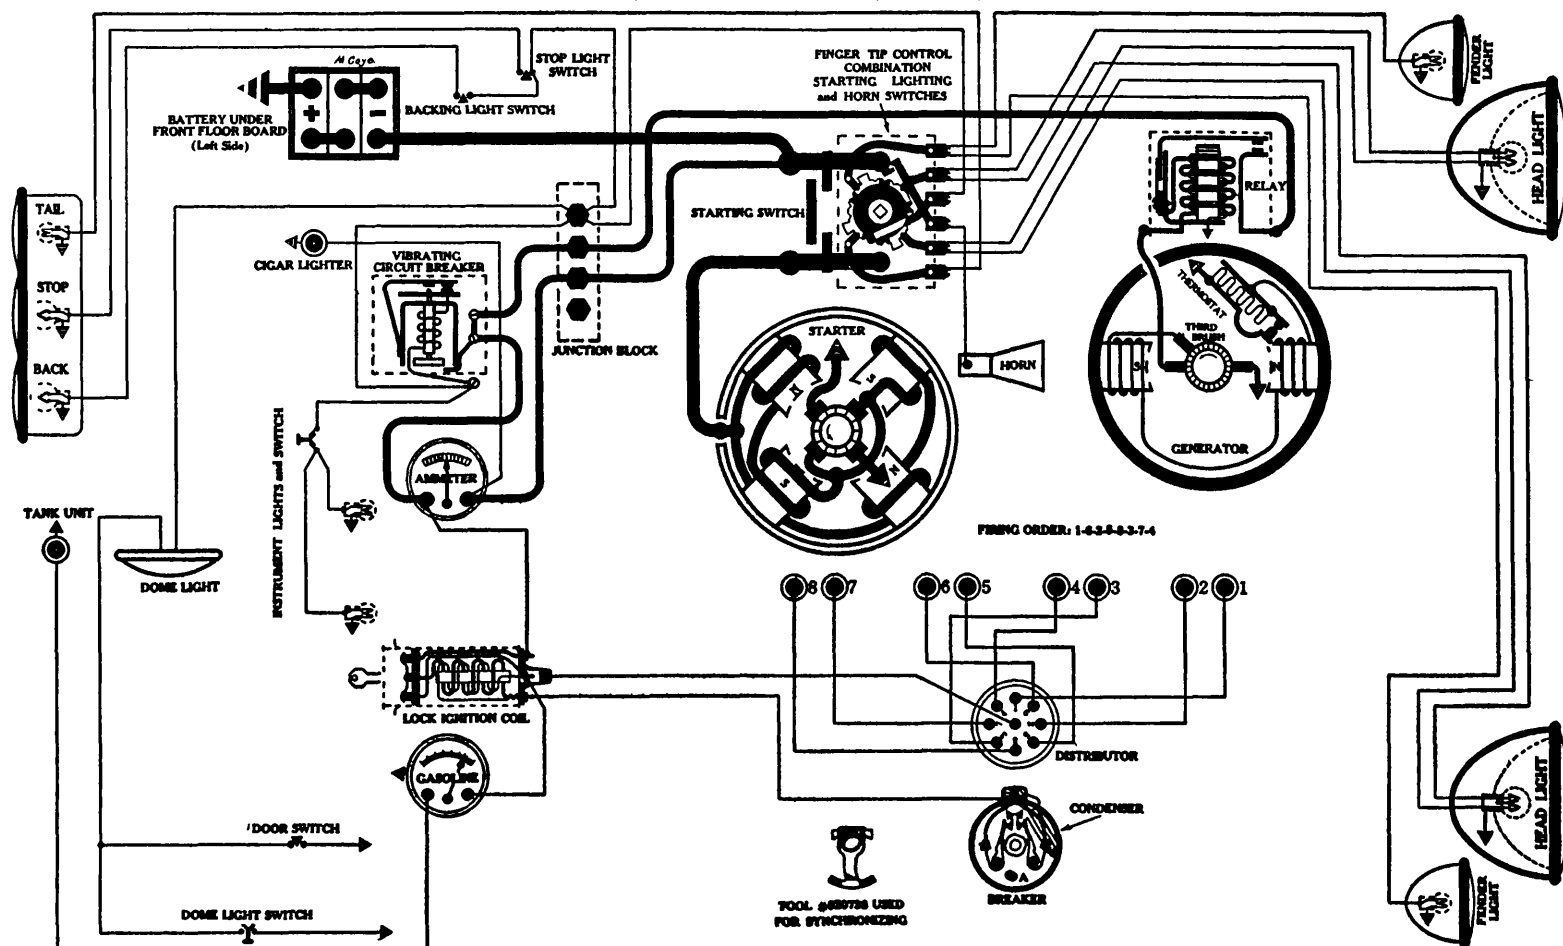 STOP LIGHT
SWITCH
BACKING LIGHT SWITCH
+
−
BATTERY UNDER
FRONT FLOOR BOARD
(Left Side)
FINGER TIP CONTROL
COMBINATION
STARTING LIGHTING
and HORN SWITCHES
FENDER
LIGHT
HEAD LIGHT
TAIL
STOP
BACK
CIGAR LIGHTER
VIBRATING
CIRCUIT BREAKER
JUNCTION BLOCK
STARTING SWITCH
RELAY
STARTER
N
S
S
N
HORN
THERMOSTAT
THIRD
BRUSH
S
N
GENERATOR
AMMETER
INSTRUMENT LIGHTS and SWITCH
TANK UNIT
DOME LIGHT
FIRING ORDER:
8 7 6 5 4 3 2 1
LOCK IGNITION COIL
GASOLINE
DISTRIBUTOR
CONDENSER
A
BREAKER
DOOR SWITCH
DOME LIGHT SWITCH
TOOL USED
FOR SYNCHRONIZING
HEAD LIGHT
FENDER
LIGHT